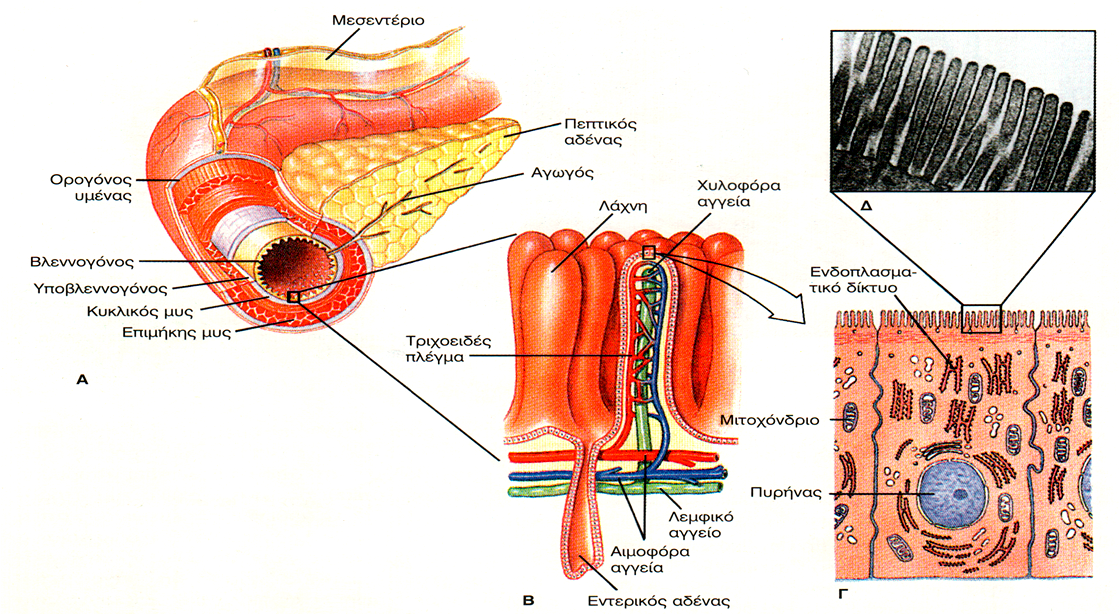 Μεσεντέριο
Πεπτικός
αδένας
Αγωγός
Ορογόνος
υμένας
Βλεννογόνος
Υποβλεννογόνος
Κυκλικός μυς
Επιμήκης μυς
Α
Λάχνη
Χυλοφόρα
αγγεία
Τριχοειδές
πλέγμα
Λεμφικό
αγγείο
Αιμοφόρα
αγγεία
Εντερικός αδένας
Β
Δ
Ενδοπλασμα-
τικό δίκτυο
Μιτοχόνδριο
Πυρήνας
Γ